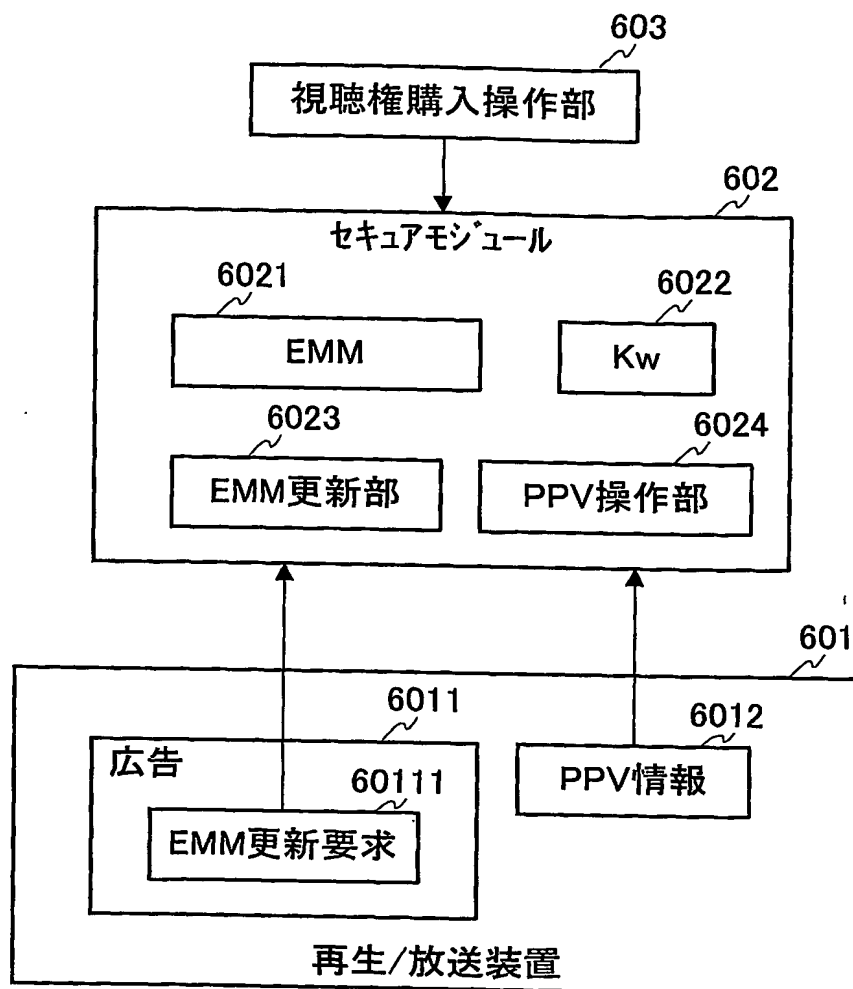 603
視聴権購入操作部
602
セキュアモジュール
6021
6022
EMM
Kw
6023
6024
EMM更新部
PPV操作部
601
6011
6012
広告
PPV情報
60111
EMM更新要求
再生/放送装置